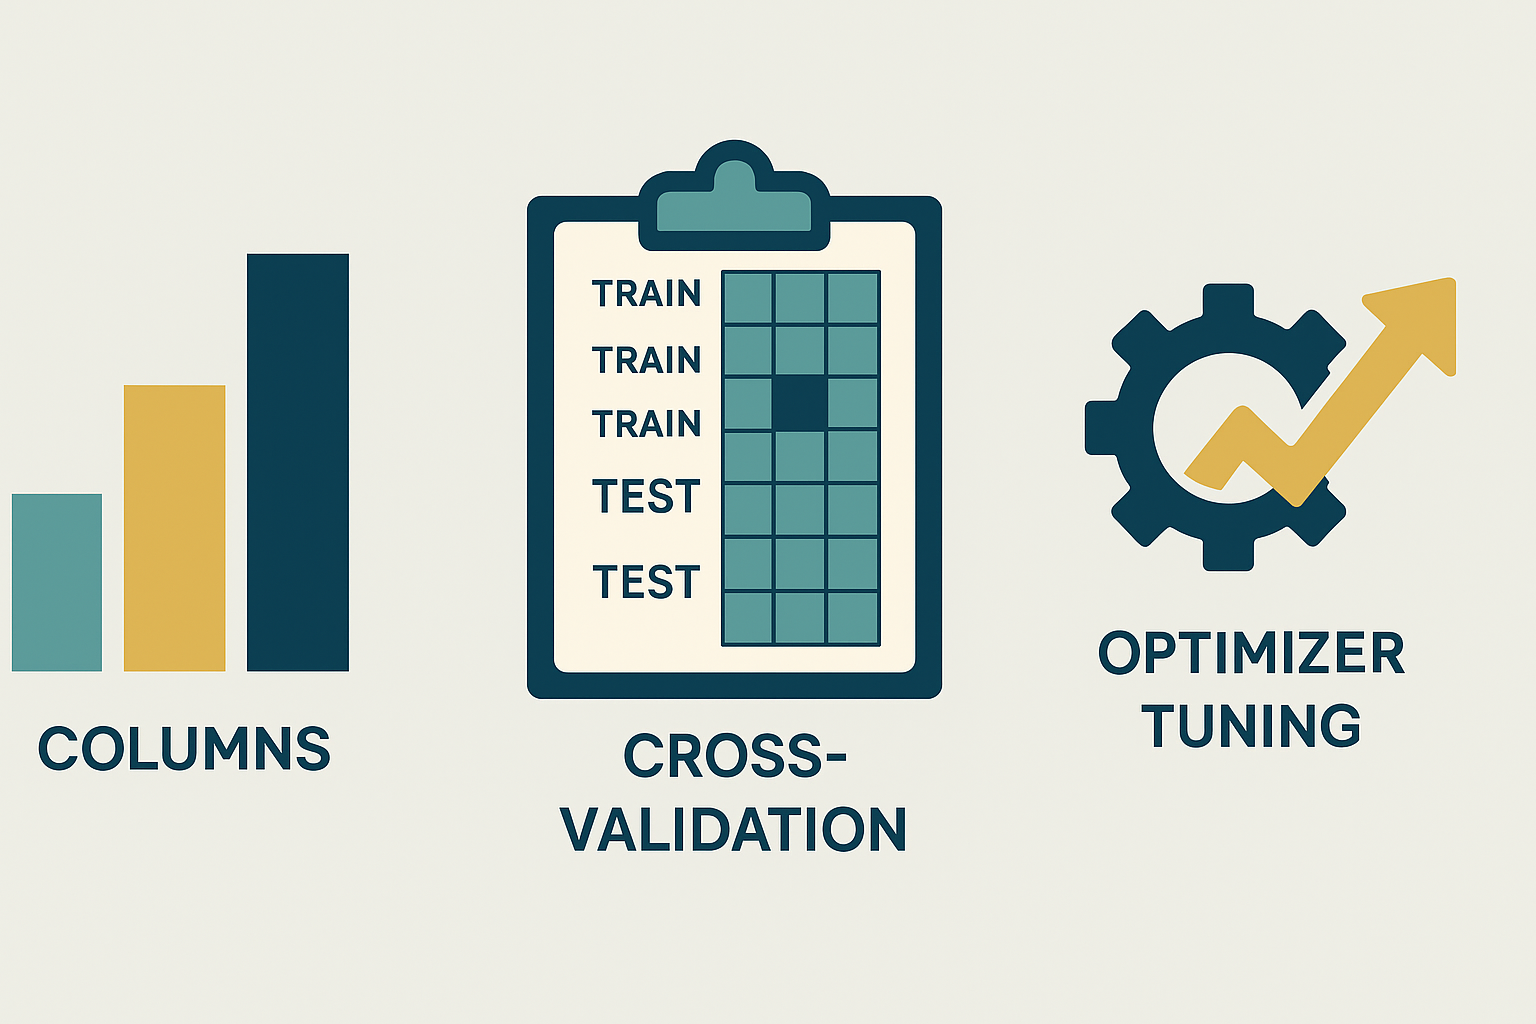 COLUMNS
TRAIN
TRAIN
TRAIN
TEST
TEST
CROSS-
VALIDATION
OPTIMIZER
TUNING